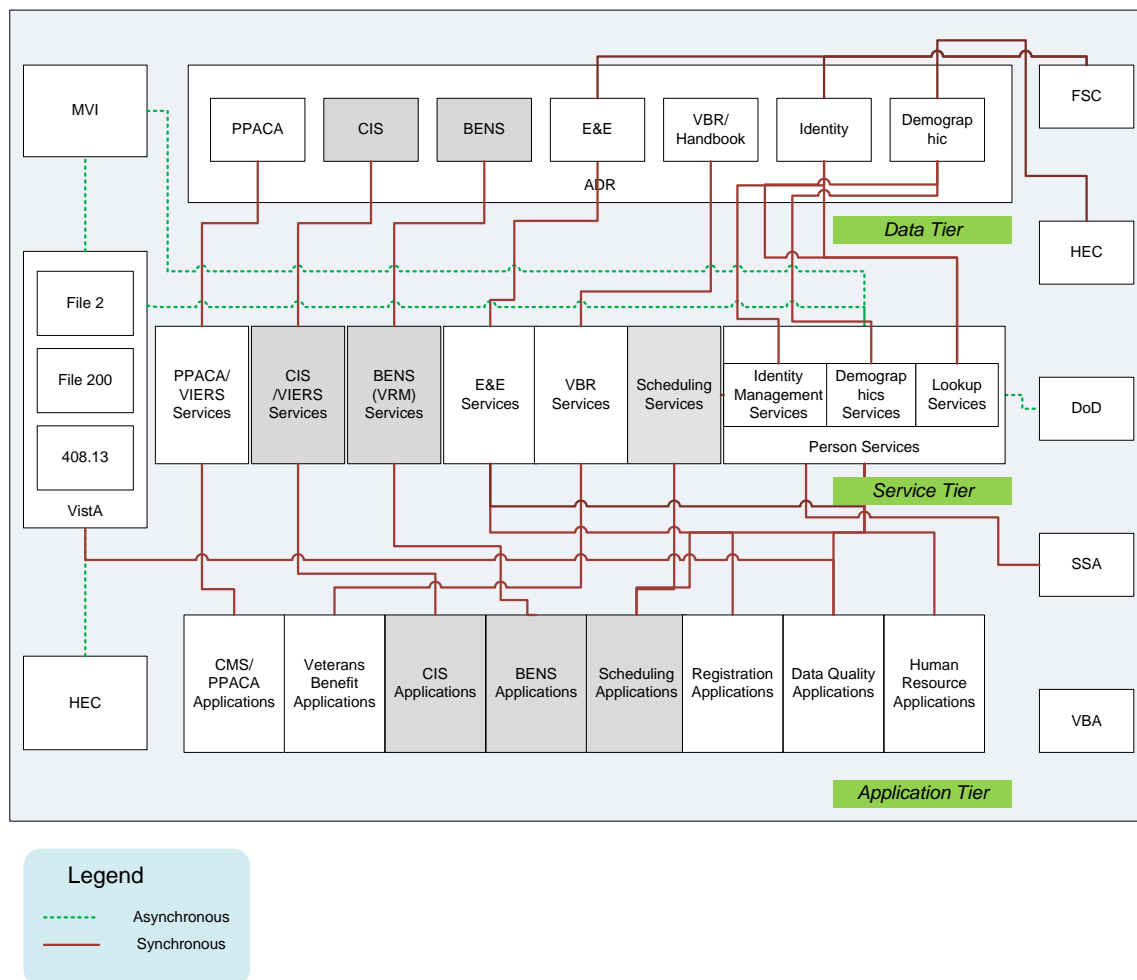 MVI
FSC
PPACA
CIS
BENS
E&E
VBR/
Handbook
Identity
Demograp
hic
ADR
Data Tier
HEC
File 2
File 200
408.13
VistA
PPACA/
VIERS
Services
CIS
/VIERS
Services
BENS
(VRM)
Services
E&E
Services
VBR
Services
Scheduling
Services
Identity
Management
Services
Demograp
hics
Services
Lookup
Services
Person Services
DoD
Service Tier
SSA
HEC
CMS/
PPACA
Applications
Veterans
Benefit
Applications
CIS
Applications
BENS
Applications
Scheduling
Applications
Registration
Applications
Data Quality
Applications
Human
Resource
Applications
VBA
Application Tier
Legend
Asynchronous
Synchronous